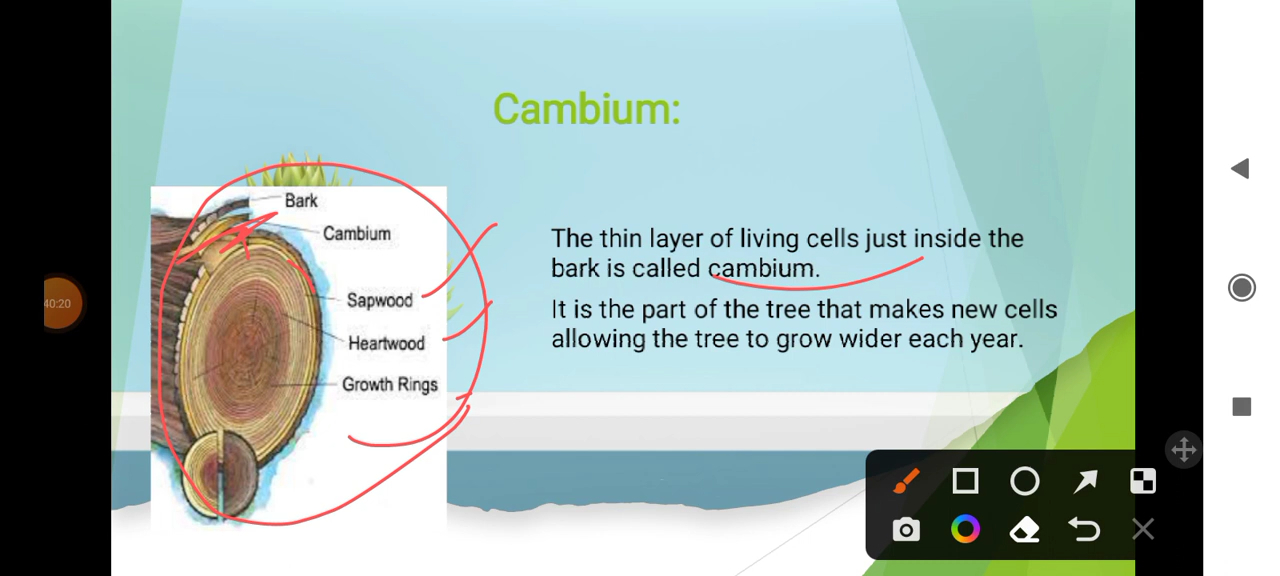 Cambium:
Bark
Cambium
Sapwood
Heartwood
Growth Rings
The thin layer of living cells just inside the
bark is called cambium.
It is the part of the tree that makes new cells
allowing the tree to grow wider each year.
40:20